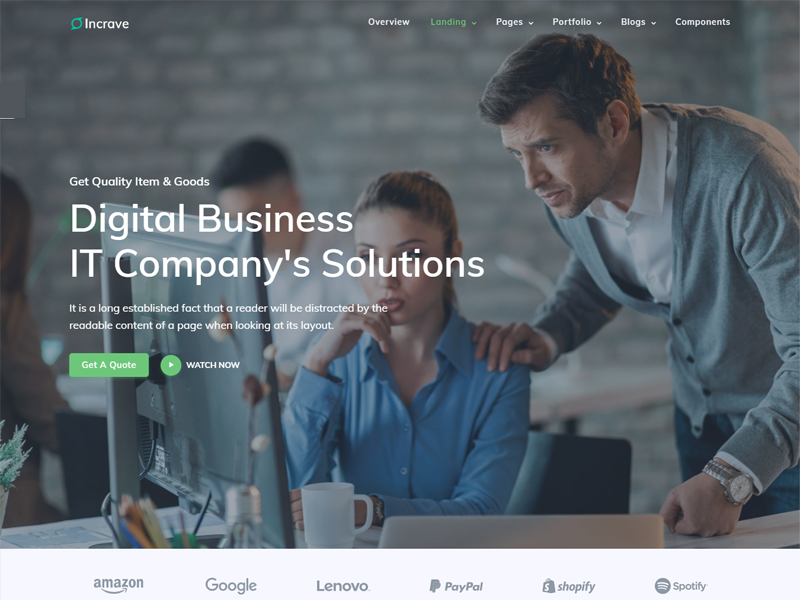 Incrave
Overview
Landing
Pages
Portfolio
Blogs
Components
Get Quality Item & Goods
Digital Business
IT Company's Solutions
It is a long established fact that a reader will be distracted by the
readable content of a page when looking at its layout.
Get A Quote
WATCH NOW
amazon
Google
Lenovo
PayPal
shopify
Spotify